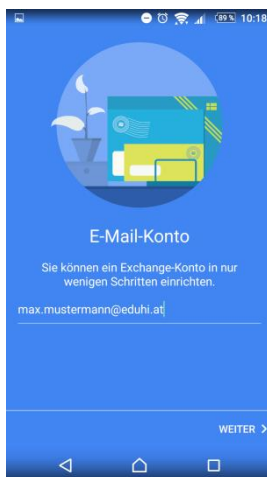 89 % 10:18
E-Mail-Konto
Sie können ein Exchange-Konto in nur
wenigen Schritten einrichten.
max.mustermann@eduhi.at
WEITER